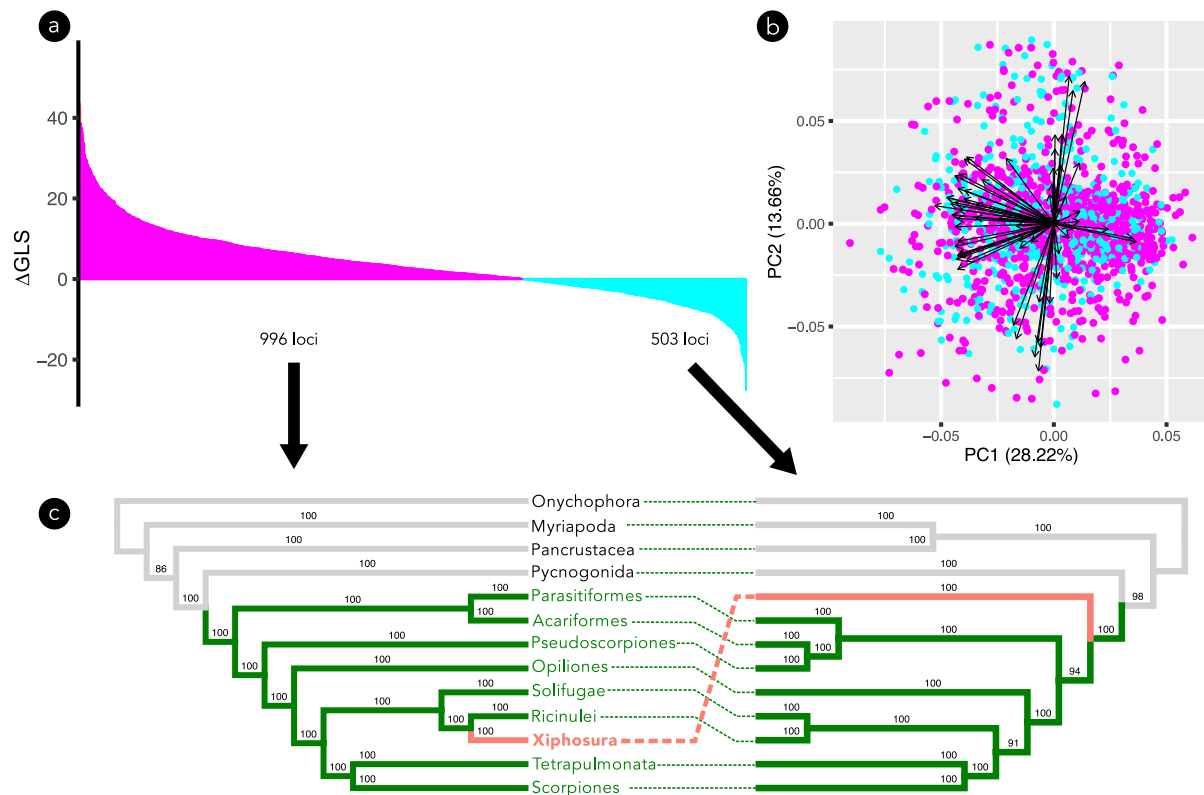 a
ΔGLS
40
20
0
−20
996 loci
503 loci
b
PC2 (13.66%)
0.05
0.00
−0.05
−0.05
0.00
0.05
PC1 (28.22%)
c
Onychophora
100
Myriapoda
100
100
100
Pancrustacea
100
86
100
Pycnogonida
100
100
100
Parasitiformes
100
98
100
Acariformes
100
100
100
100
100
Pseudoscorpiones
100
100
100
100
Opiliones
100
94
100
100
Solifugae
100
100
100
Ricinulei
100
100
100
100
Xiphosura
100
91
100
Tetrapulmonata
100
100
100
Scorpiones
100